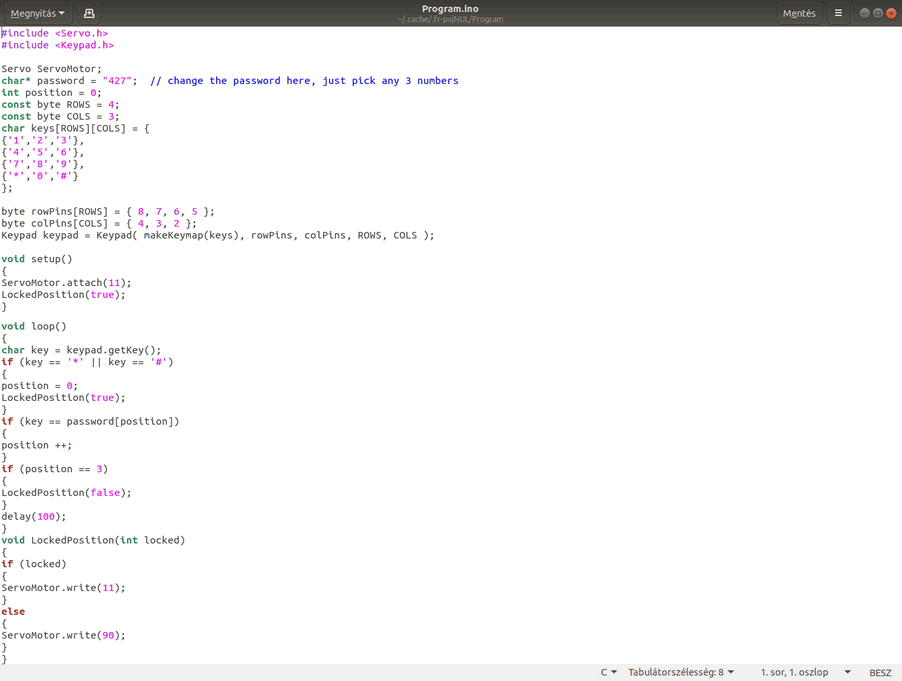 Megnyitás
Program.ino
~/.cache/.fr-pvjNUL/Program
Mentés
#include <Servo.h>
#include <Keypad.h>
Servo ServoMotor;
char* password = "427";  // change the password here, just pick any 3 numbers
int position = 0;
const byte ROWS = 4;
const byte COLS = 3;
char keys[ROWS][COLS] = {
{'1','2','3'},
{'4','5','6'},
{'7','8','9'},
{'*','0','#'}
};
byte rowPins[ROWS] = { 8, 7, 6, 5 };
byte colPins[COLS] = { 4, 3, 2 };
Keypad keypad = Keypad( makeKeymap(keys), rowPins, colPins, ROWS, COLS );
void setup()
{
ServoMotor.attach(11);
LockedPosition(true);
}
void loop()
{
char key = keypad.getKey();
if (key == '*' || key == '#')
{
position = 0;
LockedPosition(true);
}
if (key == password[position])
{
position ++;
}
if (position == 3)
{
LockedPosition(false);
}
delay(100);
}
void LockedPosition(int locked)
{
if (locked)
{
ServoMotor.write(11);
}
else
{
ServoMotor.write(90);
}
}
C
Tabulátorszélesség: 8
1. sor, 1. oszlop
BESZ